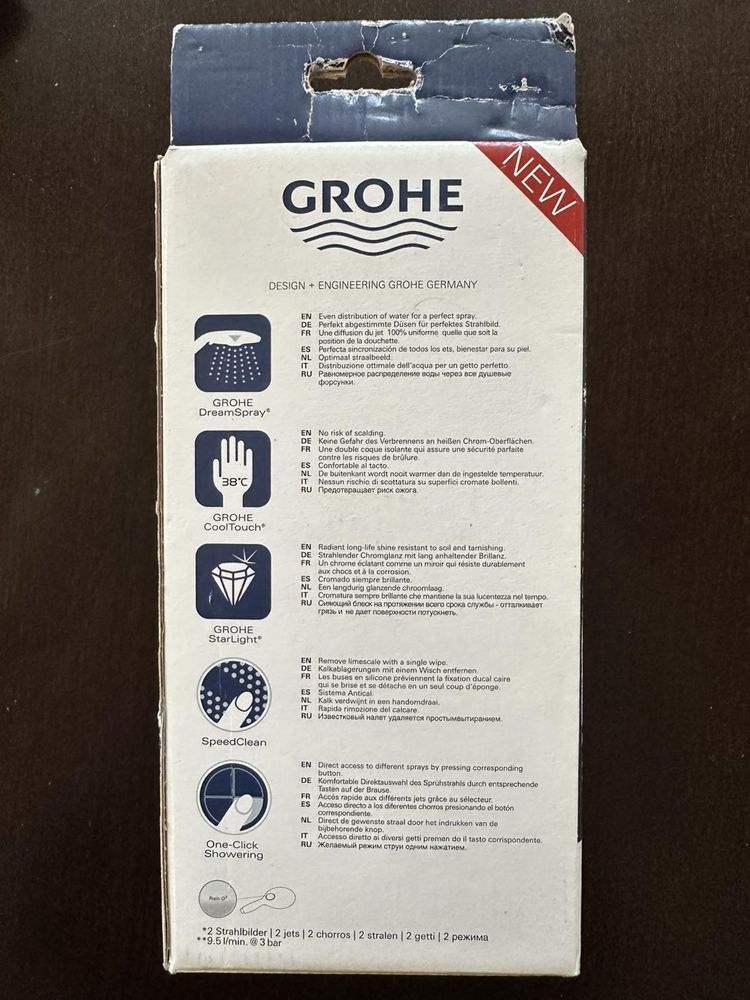 NEW
GROHE
DESIGN + ENGINEERING GROHE GERMANY
GROHE
DreamSpray®
EN Even distribution of water for a perfect spray.
DE Perfekt abgestimmte Düsen für perfektes Strahlbild.
FR Une diffusion du jet 100% uniforme quelle que soit la
position de la douchette.
ES Perfecta sincronización de todos los ets, bienestar para su piel.
NL Optimaal straalbeeld.
IT Distribuzione ottimale dell'acqua per un getto perfetto.
RU Равномерное распределение воды через все душевые
форсунки.
38°C
GROHE
CoolTouch®
EN No risk of scalding.
DE Keine Gefahr des Verbrennens an heißen Chrom-Oberflächen.
FR Une double coque isolante qui assure une sécurité parfaite
contre les risques de brûlure.
ES Confortable al tacto.
NL De buitenkant wordt nooit warmer dan de ingestelde temperatuur.
IT Nessun rischio di scottatura su superfici cromate bollenti.
RU Предотвращает риск ожога.
GROHE
StarLight®
EN Radiant long-life shine resistant to soil and tarnishing.
DE Strahlender Chromglanz mit lang anhaltender Brillanz.
FR Un chrome éclatant comme un miroir qui résiste durablement
aux chocs et à la corrosion.
ES Cromado siempre brillante.
NL Een langdurig glanzende chroomlaag.
IT Cromatura sempre brillante che mantiene la sua lucentezza nel tempo.
RU Сияющий блеск на протяжении всего срока службы - отталкивает
грязь и не дает поверхности потускнеть.
SpeedClean
EN Remove limescale with a single wipe.
DE Kalkablagerungen mit einem Wisch entfernen.
FR Les buses en silicone préviennent la fixation ducal caire
qui se brise et se détache en un seul coup d'éponge.
ES Sistema Antical.
NL Kalk verdwijnt in een handomdraai.
IT Rapida rimozione del calcare.
RU Известковый налет удаляется простымвытиранием.
One-Click
Showering
EN Direct access to different sprays by pressing corresponding
button.
DE Komfortable Direktauswahl des Sprühstrahls durch entsprechende
Tasten auf der Brause.
FR Accès rapide aux différents jets grâce au sélecteur.
ES Acceso directo a los diferentes chorros presionando el botón
correspondiente.
NL Direct de gewenste straal door het indrukken van de
bijbehorende knop.
IT Accesso diretto ai diversi getti premendo il tasto corrispondente.
RU Желаемый режим струи одним нажатием.
Rain O²
*2 Strahlbilder | 2 jets | 2 chorros | 2 stralen | 2 getti | 2 режима
**9.5 l/min. @ 3 bar